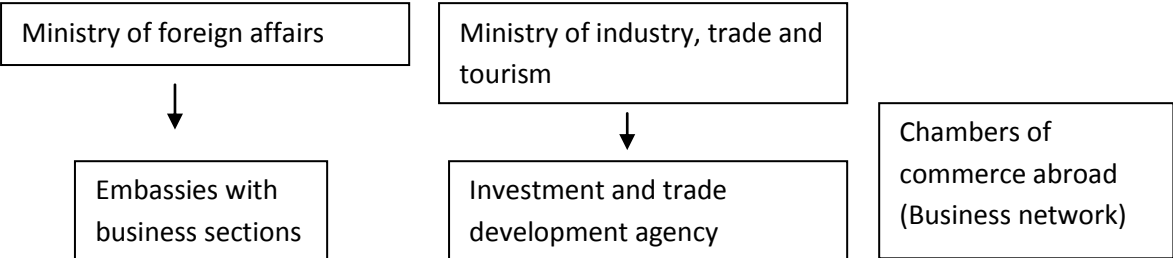 Ministry of foreign affairs
Ministry of industry, trade and
tourism
Chambers of
commerce abroad
(Business network)
Embassies with
business sections
Investment and trade
development agency